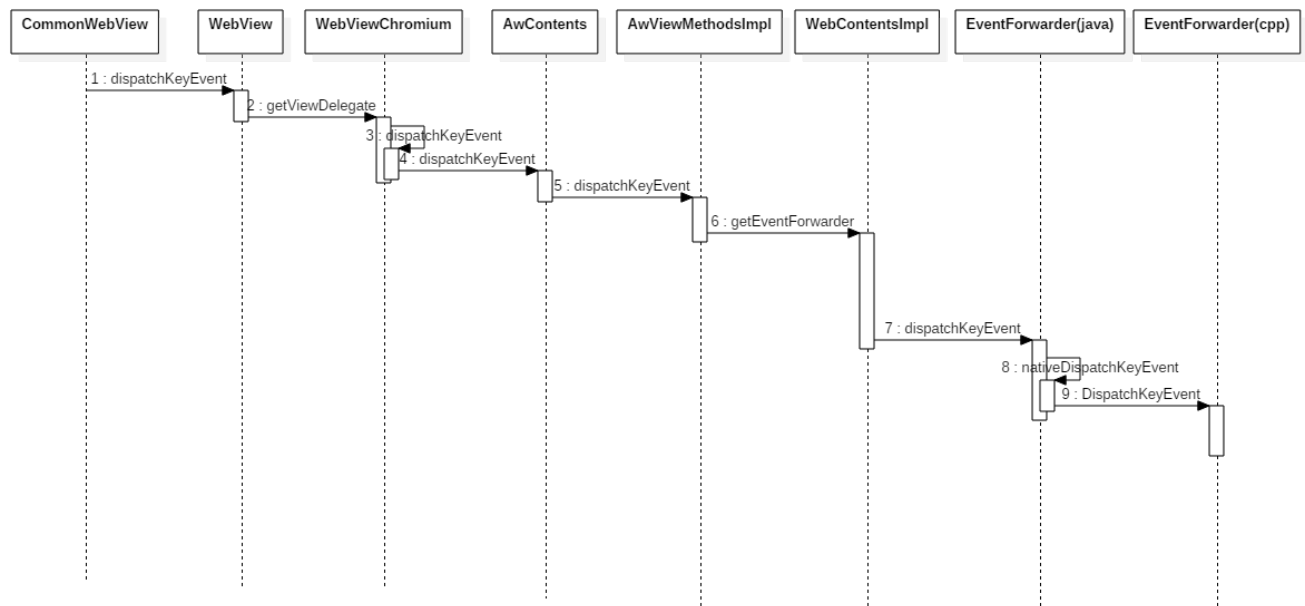 CommonWebView
WebView
WebViewChromium
AwContents
AwViewMethodsImpl
WebContentsImpl
EventForwarder(java)
EventForwarder(cpp)
1 : dispatchKeyEvent
2 : getViewDelegate
3 : dispatchKeyEvent
4 : dispatchKeyEvent
5 : dispatchKeyEvent
6 : getEventForwarder
7 : dispatchKeyEvent
8 : nativeDispatchKeyEvent
9 : DispatchKeyEvent